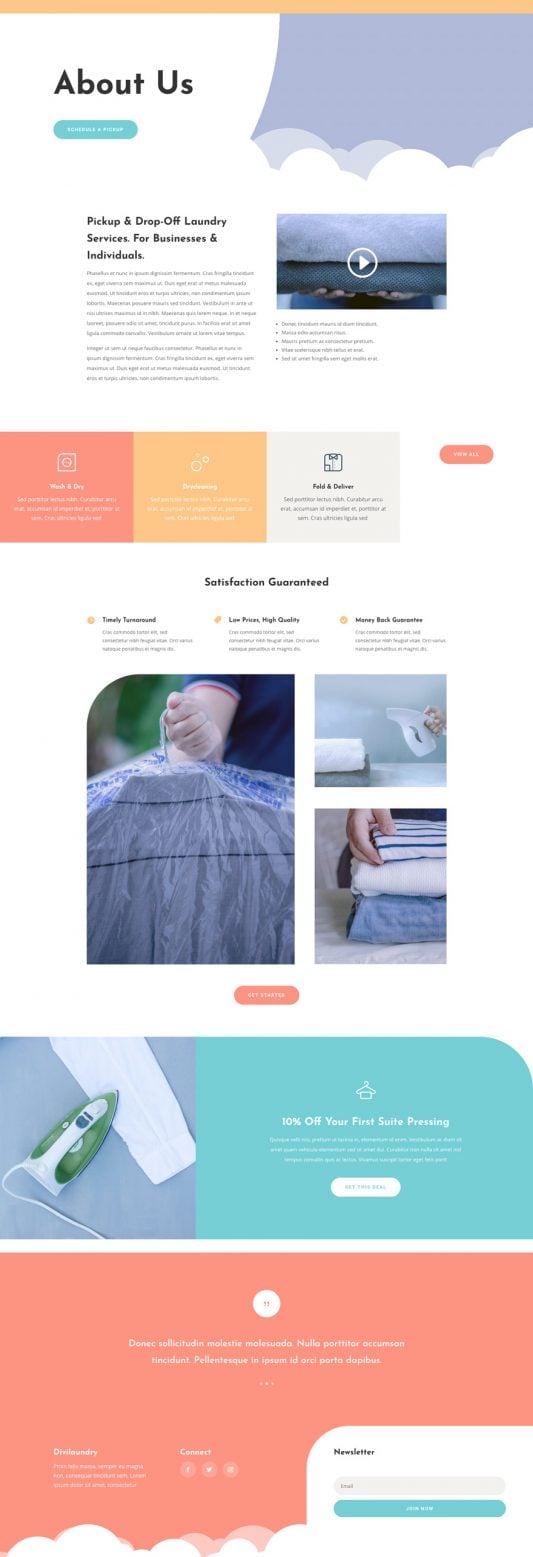 About Us
SCHEDULE A PICKUP
Pickup & Drop-Off Laundry
Services. For Businesses &
Individuals.
Phasellus et nunc in ipsum dignissim fermentum. Cras fringilla tincidunt
ex, eget viverra sem maximus ut. Duis eget erat ut metus malesuada
euismod. Ut tincidunt eros et turpis ultricies, non condimentum ipsum
lobortis. Maecenas posuere mauris sed tincidunt. Vestibulum in ante ut
nisi ultrices maximus id in nibh. Maecenas quis lorem neque. In et neque
laoreet, posuere odio sit amet, tincidunt purus. In facilisis erat sit amet
ligula commodo convallis. Vestibulum ornare ut lorem vitae tempus.
Integer ut sem ut neque faucibus consectetur. Phasellus et nunc in
ipsum dignissim fermentum. Cras fringilla tincidunt ex, eget viverra sem
maximus ut. Duis eget erat ut metus malesuada euismod. Ut tincidunt
eros et turpis ultricies, non condimentum ipsum lobortis.
Donec tincidunt mauris id diam tincidunt,
Massa odio accumsan risus.
Mauris pretium ac consectetur pretium.
Vitae scelerisque nibh tellus et erat.
Sed ut amet fringilla sem eget mollis erat.
Wash & Dry
Sed porttitor lectus nibh. Curabitur arcu
erat, accumsan id imperdiet et, porttitor at
sem. Cras ultricies ligula sed
Drycleaning
Sed porttitor lectus nibh. Curabitur arcu
erat, accumsan id imperdiet et, porttitor at
sem. Cras ultricies ligula sed
Fold & Deliver
Sed porttitor lectus nibh. Curabitur arcu
erat, accumsan id imperdiet et, porttitor at
sem. Cras ultricies ligula sed
VIEW ALL
Satisfaction Guaranteed
Timely Turnaround
Cras commodo tortor elit, sed
consectetur nibh feugiat vitae. Orci varius
natoque penatibus et magnis dis.
Low Prices, High Quality
Cras commodo tortor elit, sed
consectetur nibh feugiat vitae. Orci varius
natoque penatibus et magnis dis.
Money Back Guarantee
Cras commodo tortor elit, sed
consectetur nibh feugiat vitae. Orci varius
natoque penatibus et magnis dis.
GET STARTED
10% Off Your First Suite Pressing
Quisque velit nisi, pretium ut lacinia in, elementum id enim. Vestibulum ac diam sit
amet quam vehicula elementum sed sit amet dui. Curabitur non nulla sit amet nisl
tempus convallis quis ac lectus. Vivamus suscipit tortor eget felis porttitor
GET THIS DEAL
Donec sollicitudin molestie malesuada. Nulla porttitor accumsan
tincidunt. Pellentesque in ipsum id orci porta dapibus.
Divilaundry
Proin felis massa, semper eu magna
non, consequat tincidunt sem. Lorem
ipsum dolor sit amet, consectetur
Connect
Newsletter
Email
JOIN NOW